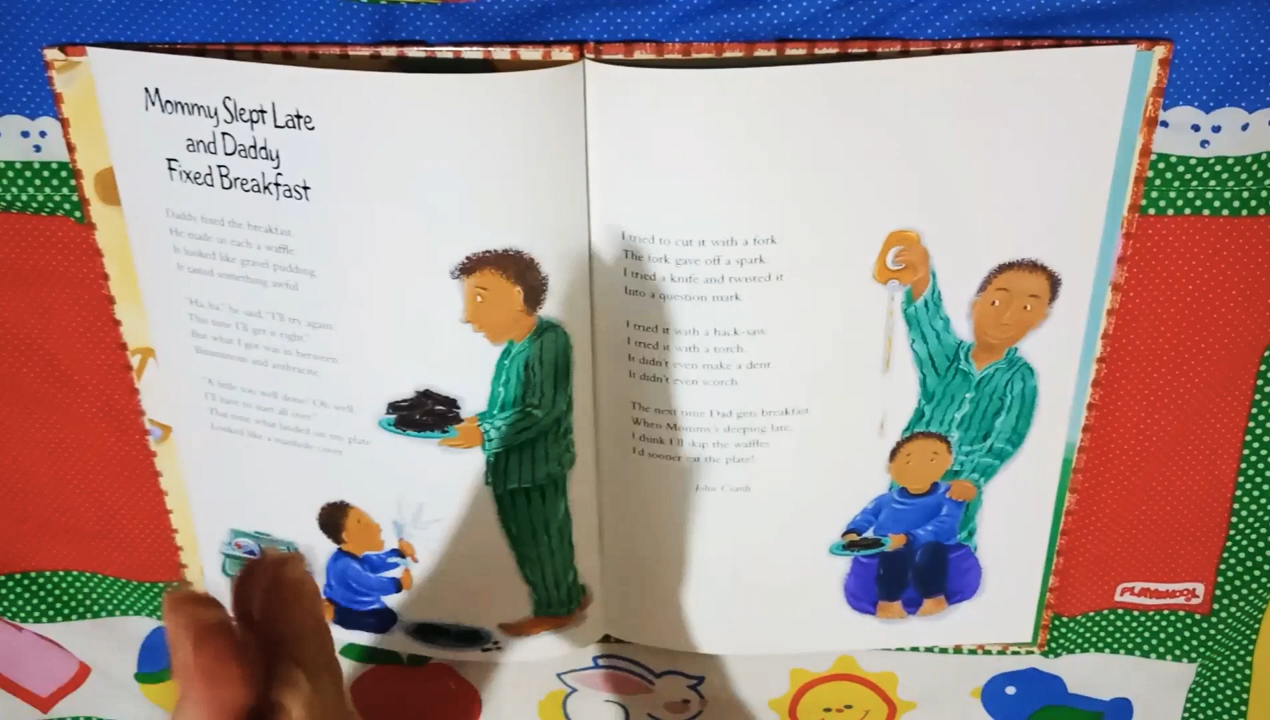 Mommy Slept Late
and Daddy
Fixed Breakfast
Daddy fixed the breakfast.
He made us each a waffle.
It looked like gravel pudding.
It tasted something awful.
"Ha, ha," he said, "I'll try again.
This time I'll get it right."
But what I got was in between
Bituminous and anthracite.
"A little too well done? Oh well,
I'll have to start all over."
That time what landed on my plate
Looked like a manhole cover.
I tried to cut it with a fork.
The fork gave off a spark.
I tried a knife and twisted it
Into a question mark.
I tried it with a hack-saw.
I tried it with a torch.
It didn't even make a dent.
It didn't even scorch.
The next time Dad gets breakfast
When Mommy's sleeping late,
I think I'll skip the waffles.
I'd sooner eat the plate!
John Ciardi
PLAYSKOOL